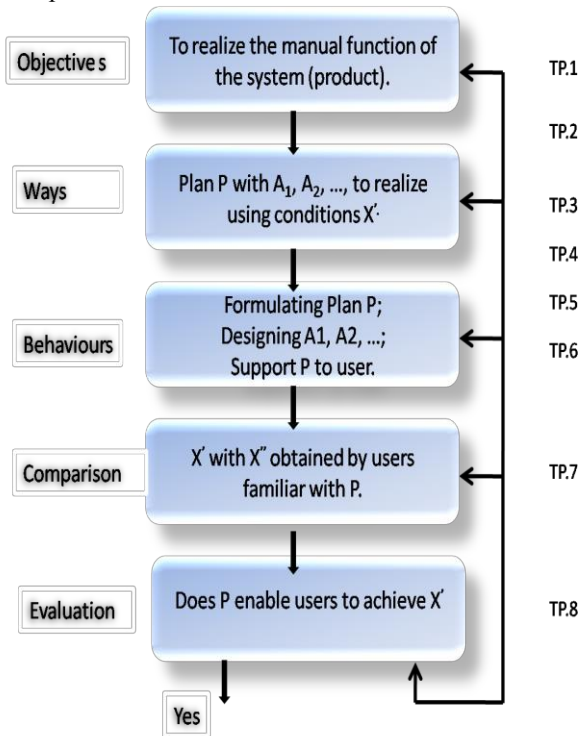 Objectives
To realize the manual function of
the system (product).
TP.1
TP.2
Ways
Plan P with A₁, A₂, ..., to realize
using conditions X′.
TP.3
TP.4
Behaviours
Formulating Plan P;
Designing A1, A2, ...;
Support P to user.
TP.5
TP.6
Comparison
X′ with X″ obtained by users
familiar with P.
TP.7
Evaluation
Does P enable users to achieve X′
TP.8
Yes